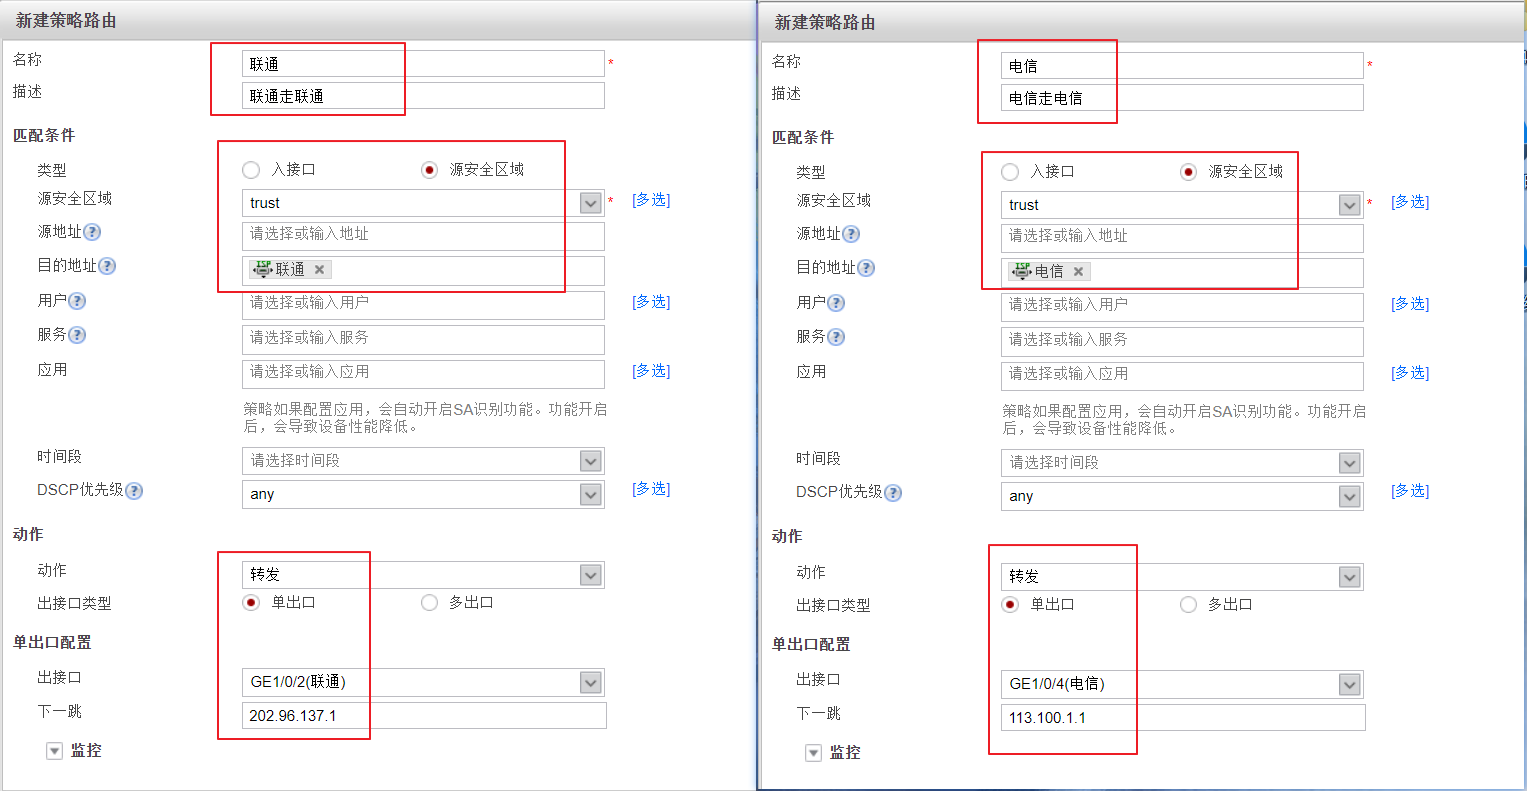 新建策略路由
名称
联通
*
描述
联通走联通
匹配条件
类型
入接口
源安全区域
源安全区域
trust
*
[多选]
源地址
请选择或输入地址
目的地址
ISP
联通
用户
请选择或输入用户
[多选]
服务
请选择或输入服务
应用
请选择或输入应用
[多选]
策略如果配置应用，会自动开启SA识别功能。功能开启
后，会导致设备性能降低。
时间段
请选择时间段
DSCP优先级
any
[多选]
动作
动作
转发
出接口类型
单出口
多出口
单出口配置
出接口
GE1/0/2(联通)
下一跳
202.96.137.1
监控
新建策略路由
名称
电信
*
描述
电信走电信
匹配条件
类型
入接口
源安全区域
源安全区域
trust
*
[多选]
源地址
请选择或输入地址
目的地址
ISP
电信
用户
请选择或输入用户
[多选]
服务
请选择或输入服务
应用
请选择或输入应用
[多选]
策略如果配置应用，会自动开启SA识别功能。功能开启
后，会导致设备性能降低。
时间段
请选择时间段
DSCP优先级
any
[多选]
动作
动作
转发
出接口类型
单出口
多出口
单出口配置
出接口
GE1/0/4(电信)
下一跳
113.100.1.1
监控